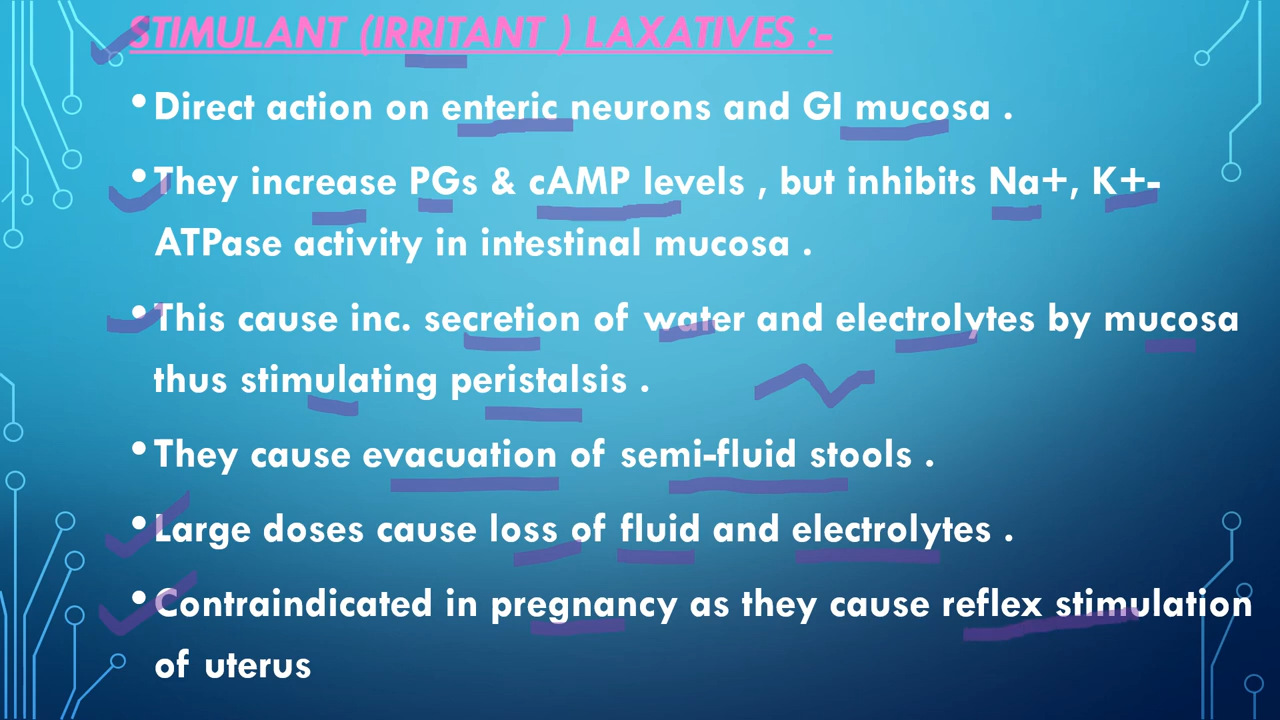 STIMULANT (IRRITANT ) LAXATIVES :-
• Direct action on enteric neurons and GI mucosa .
• They increase PGs & cAMP levels , but inhibits Na+, K+-
ATPase activity in intestinal mucosa .
• This cause inc. secretion of water and electrolytes by mucosa
thus stimulating peristalsis .
• They cause evacuation of semi-fluid stools .
• Large doses cause loss of fluid and electrolytes .
• Contraindicated in pregnancy as they cause reflex stimulation
of uterus